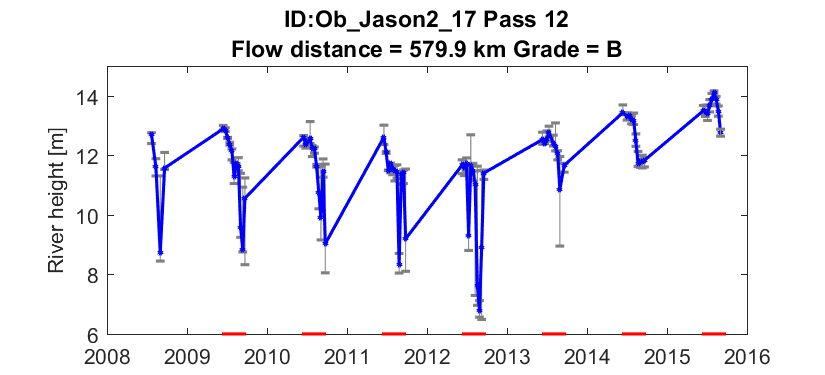 ID:Ob_Jason2_17 Pass 12
Flow distance = 579.9 km Grade = B
River height [m]
14
12
10
8
6
2008 2009 2010 2011 2012 2013 2014 2015 2016